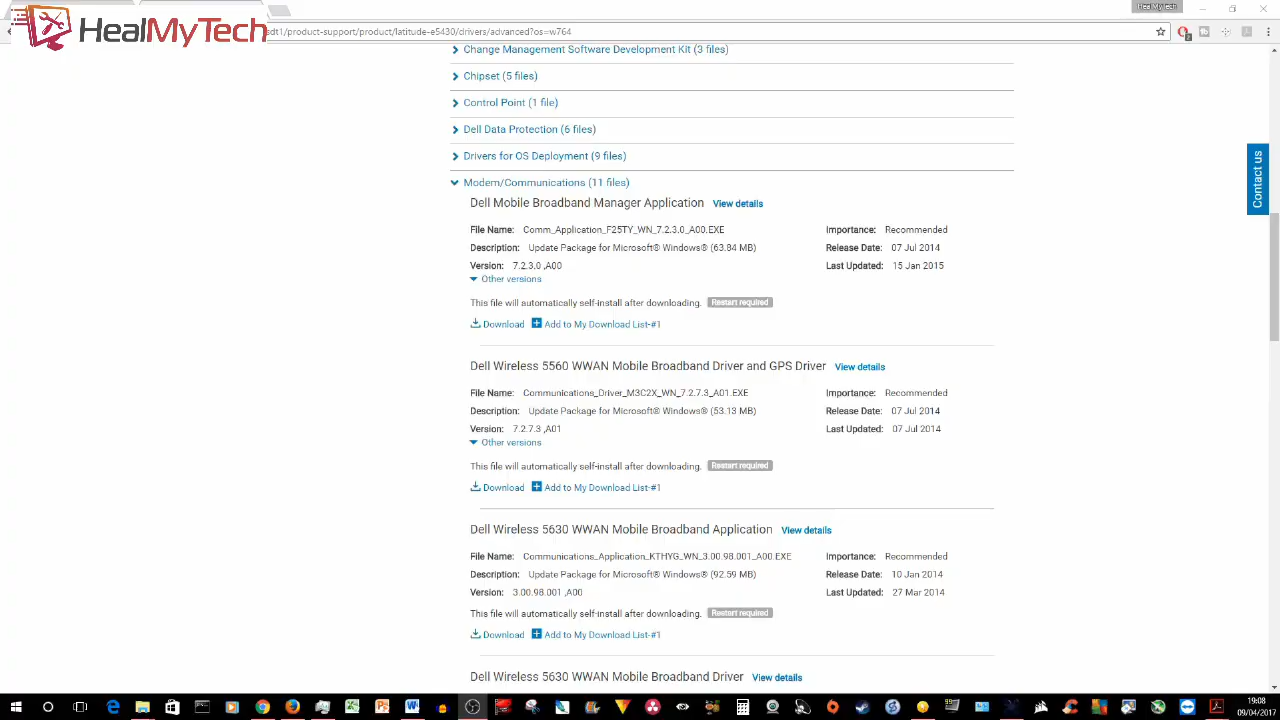 HealMyTech
HealMyTech
edt1/product-support/product/latitude-e5430/drivers/advanced?os=w764
Change Management Software Development Kit (3 files)
Chipset (5 files)
Control Point (1 file)
Dell Data Protection (6 files)
Drivers for OS Deployment (9 files)
Modem/Communications (11 files)
Dell Mobile Broadband Manager Application View details
File Name: Comm_Application_F25TY_WN_7.2.3.0_A00.EXE Importance: Recommended
Description: Update Package for Microsoft® Windows® (63.84 MB) Release Date: 07 Jul 2014
Version: 7.2.3.0 ,A00 Last Updated: 15 Jan 2015
Other versions
This file will automatically self-install after downloading. Restart required
Download Add to My Download List-#1
Dell Wireless 5560 WWAN Mobile Broadband Driver and GPS Driver View details
File Name: Communications_Driver_M3C2X_WN_7.2.7.3_A01.EXE Importance: Recommended
Description: Update Package for Microsoft® Windows® (53.13 MB) Release Date: 07 Jul 2014
Version: 7.2.7.3 ,A01 Last Updated: 07 Jul 2014
Other versions
This file will automatically self-install after downloading. Restart required
Download Add to My Download List-#1
Dell Wireless 5630 WWAN Mobile Broadband Application View details
File Name: Communications_Application_KTHYG_WN_3.00.98.001_A00.EXE Importance: Recommended
Description: Update Package for Microsoft® Windows® (92.59 MB) Release Date: 10 Jan 2014
Version: 3.00.98.001 ,A00 Last Updated: 27 Mar 2014
This file will automatically self-install after downloading. Restart required
Download Add to My Download List-#1
Dell Wireless 5630 WWAN Mobile Broadband Driver View details
Contact us
19:08
09/04/2017